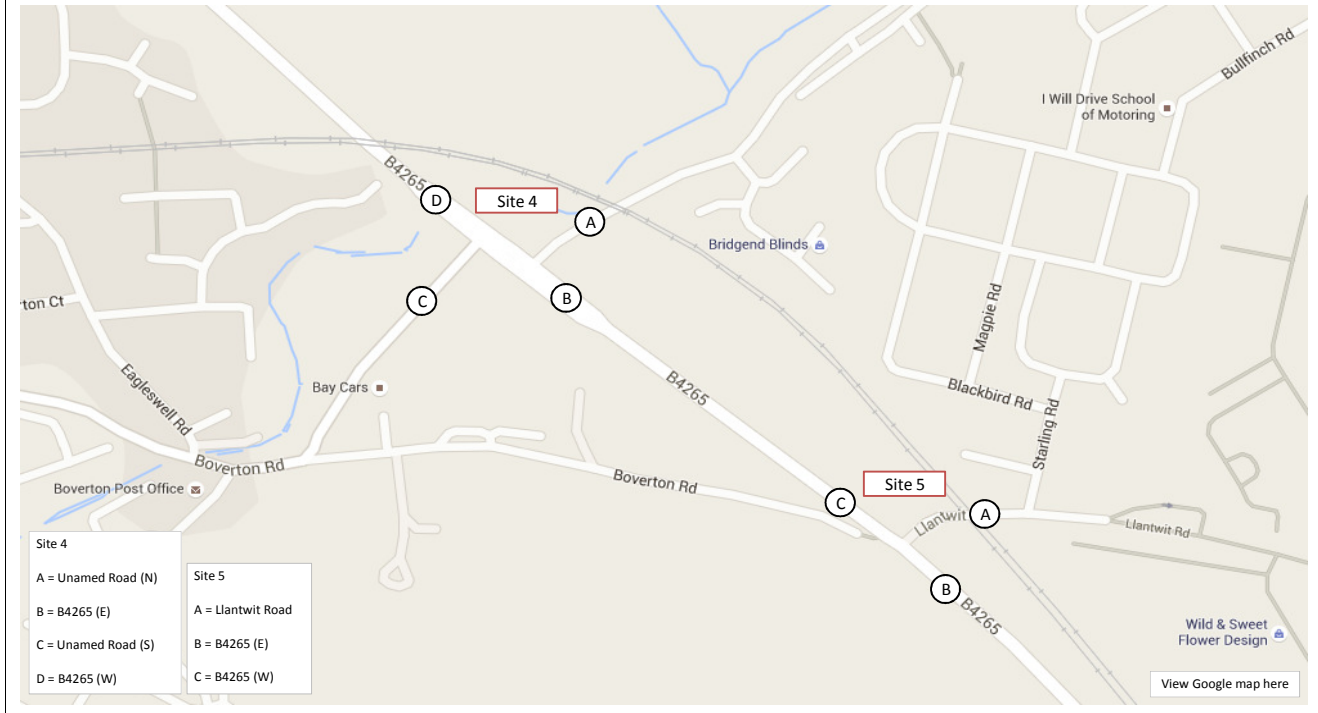 Bullfinch Rd
I Will Drive School
of Motoring
B4265
D
Site 4
A
Bridgend Blinds
C
B
rton Ct
Magpie Rd
Eagleswell Rd
Bay Cars
B4265
Blackbird Rd
Starling Rd
Boverton Rd
Boverton Rd
Boverton Post Office
Site 5
C
Llantwit
A
Llantwit Rd
B
B4265
Wild & Sweet
Flower Design
Site 4
A = Unamed Road (N)
B = B4265 (E)
C = Unamed Road (S)
D = B4265 (W)
Site 5
A = Llantwit Road
B = B4265 (E)
C = B4265 (W)
View Google map here